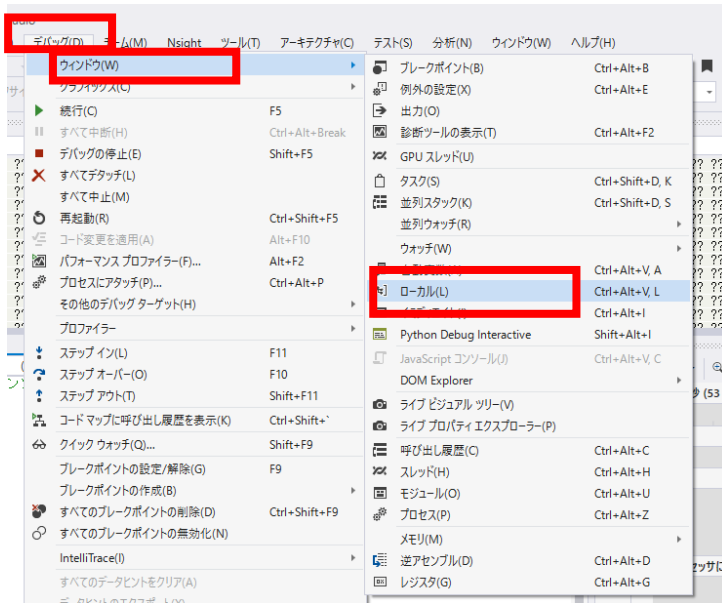 デバッグ(D) チーム(M) Nsight ツール(T) アーキテクチャ(C) テスト(S) 分析(N) ウィンドウ(W) ヘルプ(H)
ウィンドウ(W)
グラフィックス(C)
続行(C) F5
すべて中断(H) Ctrl+Alt+Break
デバッグの停止(E) Shift+F5
すべてデタッチ(L)
すべて中止(M)
再起動(R) Ctrl+Shift+F5
コード変更を適用(A) Alt+F10
パフォーマンス プロファイラー(F)... Alt+F2
プロセスにアタッチ(P)... Ctrl+Alt+P
その他のデバッグ ターゲット(H)
プロファイラー
ステップ イン(L) F11
ステップ オーバー(O) F10
ステップ アウト(T) Shift+F11
コード マップに呼び出し履歴を表示(K) Ctrl+Shift+`
クイック ウォッチ(Q)... Shift+F9
ブレークポイントの設定/解除(G) F9
ブレークポイントの作成(B)
すべてのブレークポイントの削除(D) Ctrl+Shift+F9
すべてのブレークポイントの無効化(N)
IntelliTrace(I)
すべてのデータヒントをクリア(A)
ブレークポイント(B) Ctrl+Alt+B
例外の設定(X) Ctrl+Alt+E
出力(O)
診断ツールの表示(T) Ctrl+Alt+F2
GPU スレッド(U)
タスク(S) Ctrl+Shift+D, K
並列スタック(K) Ctrl+Shift+D, S
並列ウォッチ(R)
ウォッチ(W)
Ctrl+Alt+V, A
ローカル(L) Ctrl+Alt+V, L
Ctrl+Alt+I
Python Debug Interactive Shift+Alt+I
JavaScript コンソール(J) Ctrl+Alt+V, C
DOM Explorer
ライブ ビジュアル ツリー(V)
ライブ プロパティ エクスプローラー(P)
呼び出し履歴(C) Ctrl+Alt+C
スレッド(H) Ctrl+Alt+H
モジュール(O) Ctrl+Alt+U
プロセス(P) Ctrl+Alt+Z
メモリ(M)
逆アセンブル(D) Ctrl+Alt+D
レジスタ(G) Ctrl+Alt+G